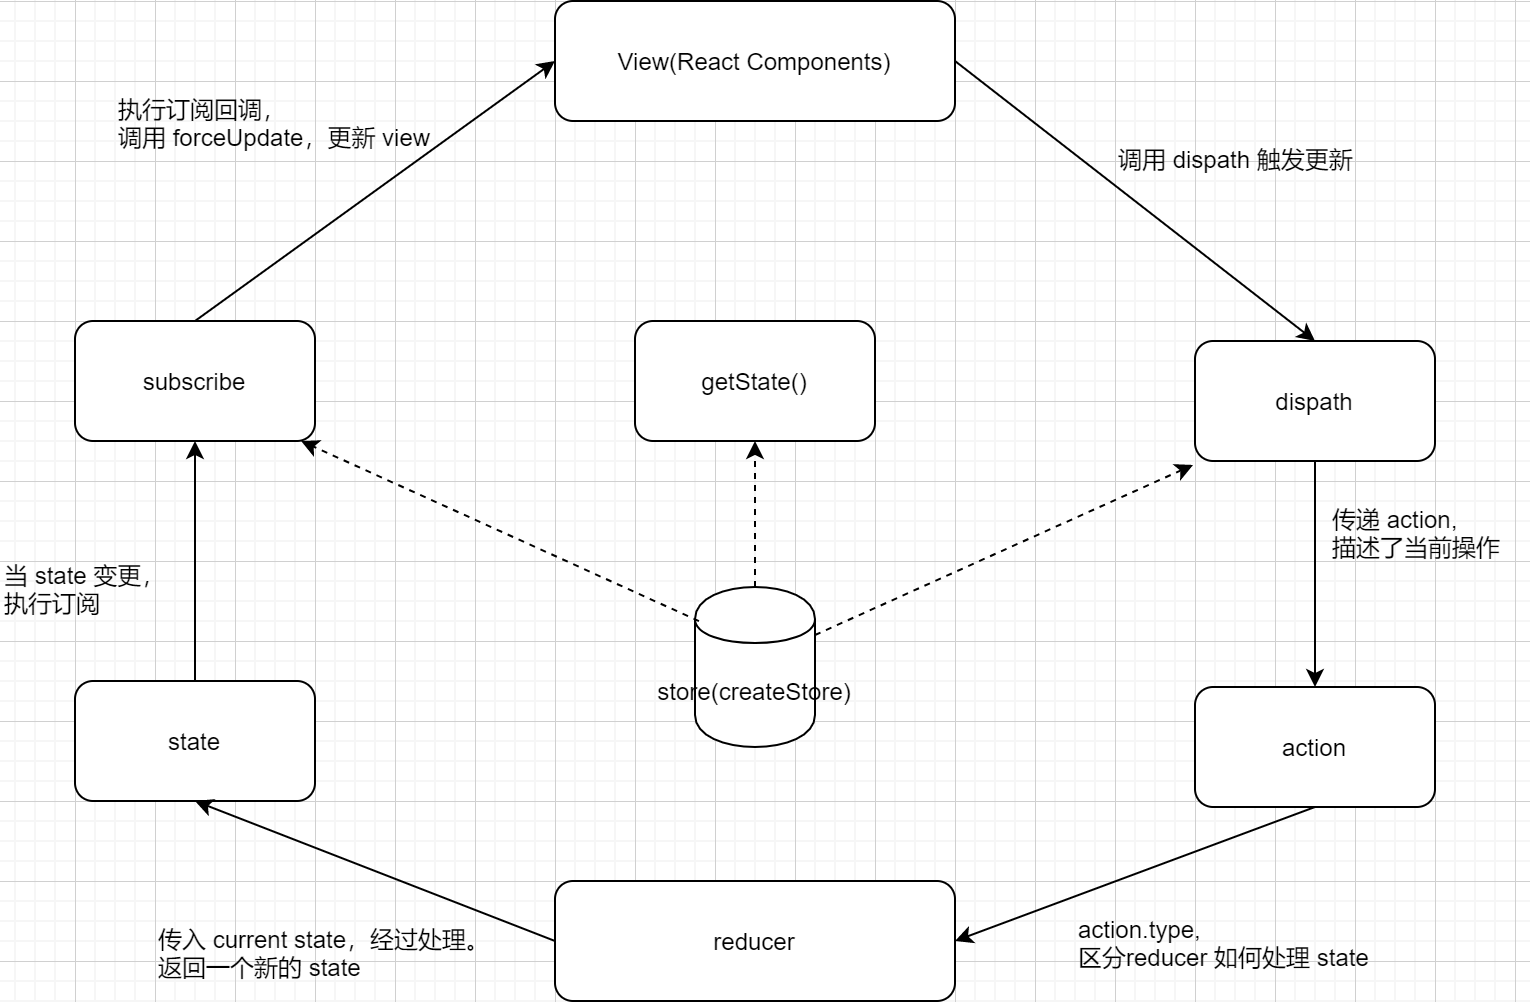 View(React Components)
执行订阅回调，
调用 forceUpdate，更新 view
调用 dispath 触发更新
subscribe
getState()
dispath
传递 action,
描述了当前操作
当 state 变更，
执行订阅
store(createStore)
state
action
传入 current state，经过处理。
返回一个新的 state
reducer
action.type,
区分reducer 如何处理 state